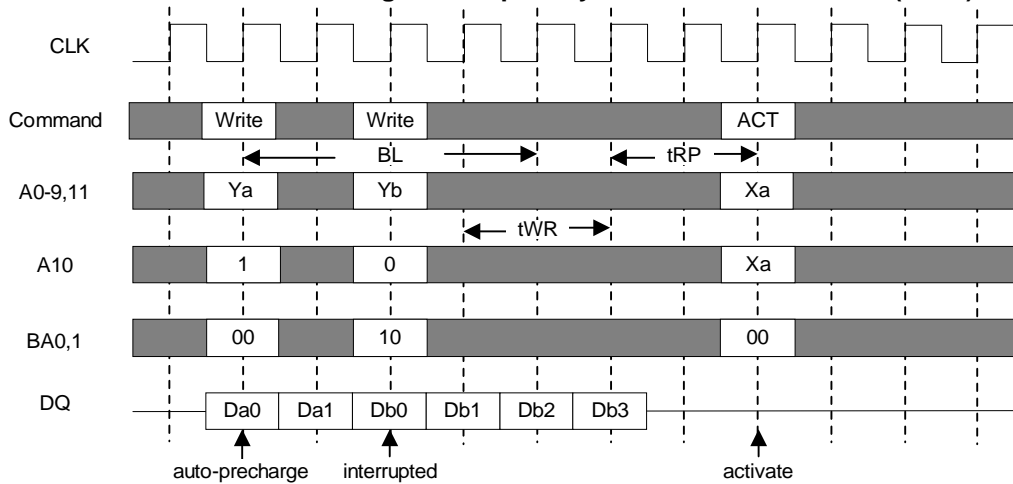 CLK
Command Write Write ACT
BL tRP
A0-9,11 Ya Yb Xa
tWR
A10 1 0 Xa
BA0,1 00 10 00
DQ Da0 Da1 Db0 Db1 Db2 Db3
auto-precharge interrupted activate